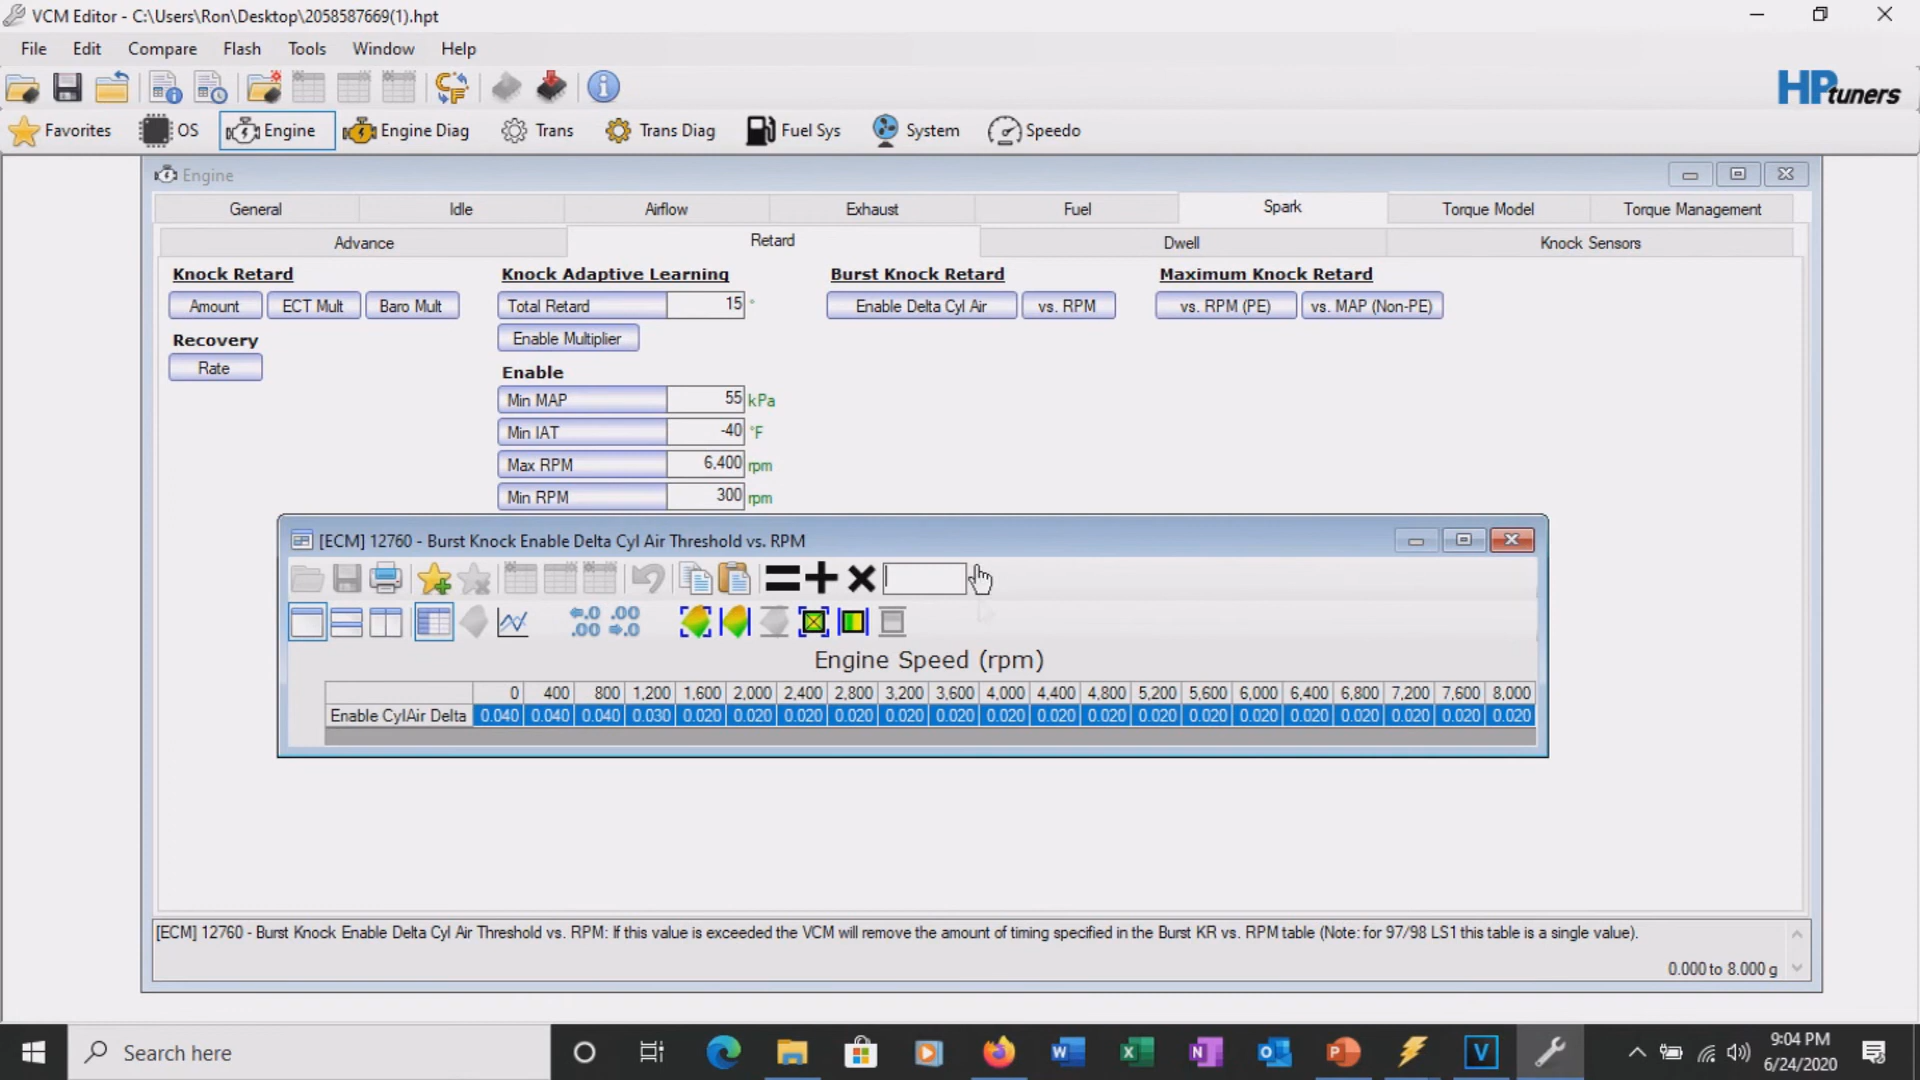 VCM Editor - C:\Users\Ron\Desktop\2058587669(1).hpt
File Edit Compare Flash Tools Window Help
HPtuners
Favorites OS Engine Engine Diag Trans Trans Diag Fuel Sys System Speedo
Engine
General Idle Airflow Exhaust Fuel Spark Torque Model Torque Management
Advance Retard Dwell Knock Sensors
Knock Retard Knock Adaptive Learning Burst Knock Retard Maximum Knock Retard
Amount ECT Mult Baro Mult Total Retard 15 ° Enable Delta Cyl Air vs. RPM vs. RPM (PE) vs. MAP (Non-PE)
Recovery Enable Multiplier
Rate Enable
Min MAP 55 kPa
Min IAT -40 °F
Max RPM 6,400 rpm
Min RPM 300 rpm
[ECM] 12760 - Burst Knock Enable Delta Cyl Air Threshold vs. RPM
←.0 .00
.00 →.0
Engine Speed (rpm)
0 400 800 1,200 1,600 2,000 2,400 2,800 3,200 3,600 4,000 4,400 4,800 5,200 5,600 6,000 6,400 6,800 7,200 7,600 8,000
Enable CylAir Delta 0.040 0.040 0.040 0.030 0.020 0.020 0.020 0.020 0.020 0.020 0.020 0.020 0.020 0.020 0.020 0.020 0.020 0.020 0.020 0.020 0.020
[ECM] 12760 - Burst Knock Enable Delta Cyl Air Threshold vs. RPM: If this value is exceeded the VCM will remove the amount of timing specified in the Burst KR vs. RPM table (Note: for 97/98 LS1 this table is a single value).
0.000 to 8.000 g
Search here
9:04 PM
6/24/2020